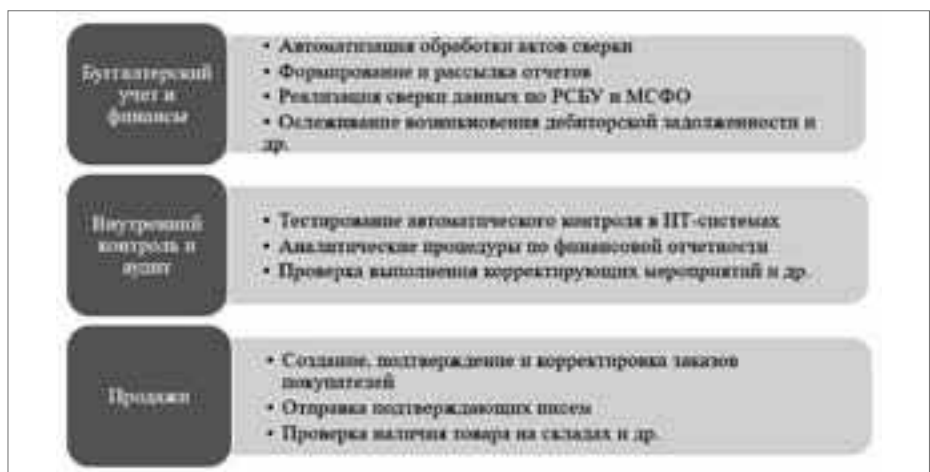 Бухгалтерский
учет и
финансы
• Автоматизация обработки актов сверки
• Формирование и рассылка отчетов
• Реализация сверки данных по РСБУ и МСФО
• Ослеживание возникновения дебиторской задолженности и
др.
Внутренний
контроль и
аудит
• Тестирование автоматического контроля в ИТ-системах
• Аналитические процедуры по финансовой отчетности
• Проверка выполнения корректирующих мероприятий и др.
Продажи
• Создание, подтверждение и корректировка заказов
покупателей
• Отправка подтверждающих писем
• Проверка наличия товара на складах и др.